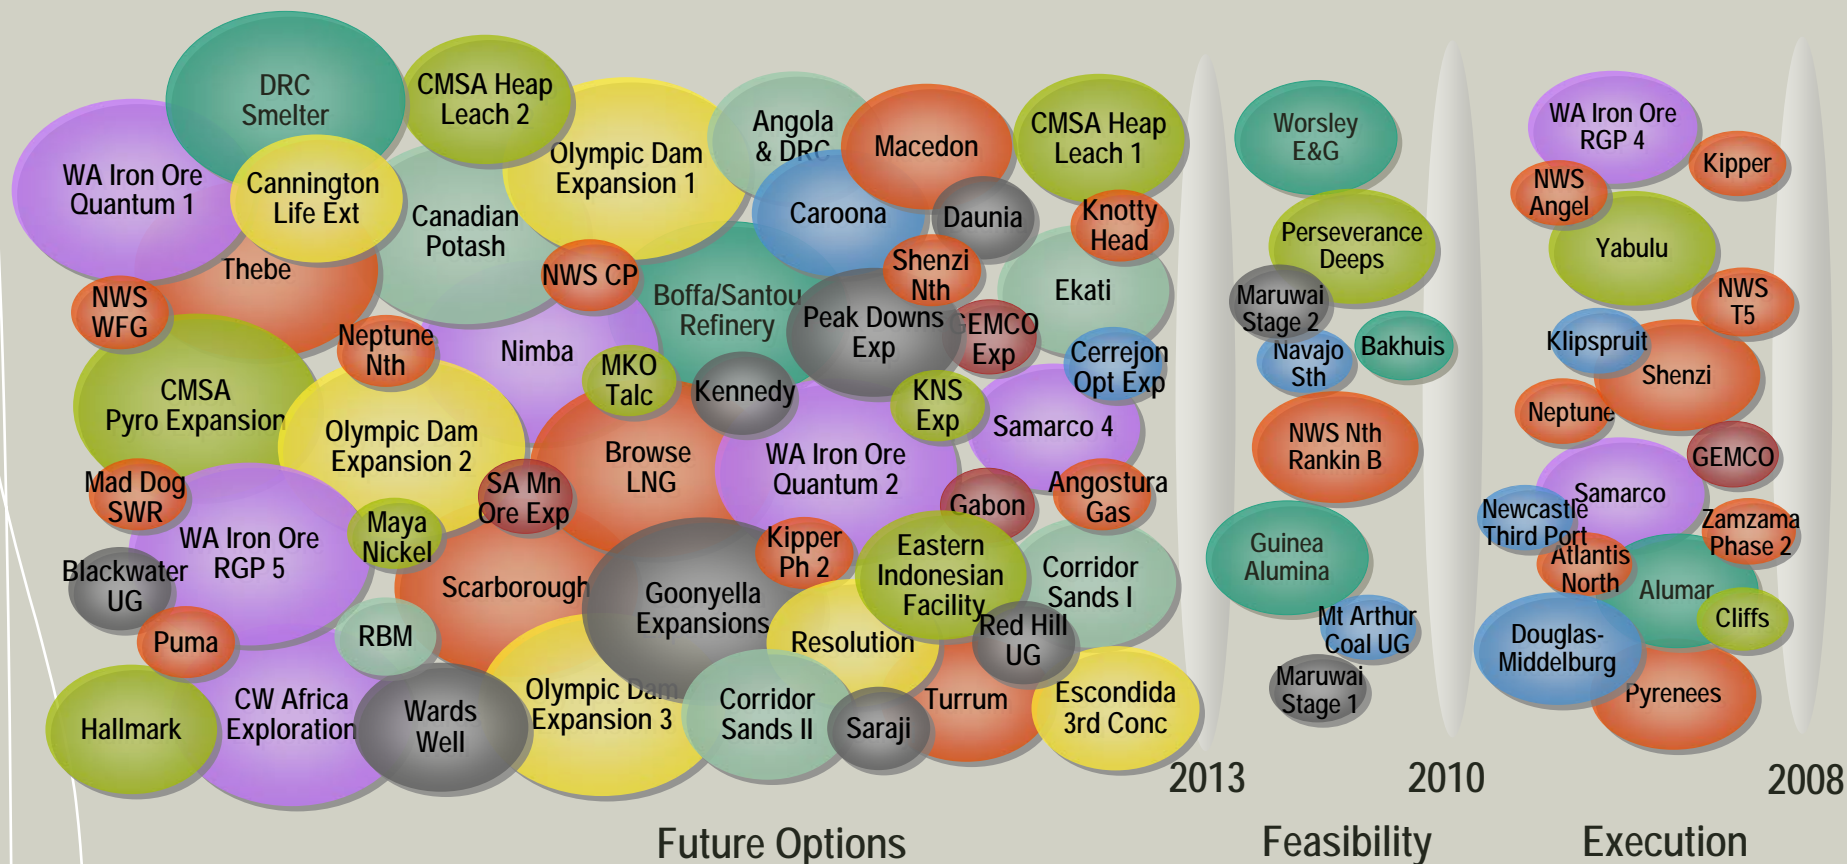 DRC
Smelter
CMSA Heap
Leach 2
WA Iron Ore
Quantum 1
Cannington
Life Ext
Canadian
Potash
Olympic Dam
Expansion 1
Angola
& DRC
Macedon
CMSA Heap
Leach 1
Caroona
Daunia
Knotty
Head
Thebe
NWS
WFG
NWS CP
Boffa/Santou
Refinery
Shenzi
Nth
Peak Downs
Exp
GEMCO
Exp
Ekati
Neptune
Nth
Nimba
MKO
Talc
Kennedy
KNS
Exp
Cerrejon
Opt Exp
CMSA
Pyro Expansion
Olympic Dam
Expansion 2
Browse
LNG
WA Iron Ore
Quantum 2
Samarco 4
Mad Dog
SWR
SA Mn
Ore Exp
Gabon
Angostura
Gas
WA Iron Ore
RGP 5
Maya
Nickel
Kipper
Ph 2
Eastern
Indonesian
Facility
Blackwater
UG
Scarborough
Goonyella
Expansions
Corridor
Sands I
Puma
RBM
Resolution
Red Hill
UG
Hallmark
CW Africa
Exploration
Wards
Well
Olympic Dam
Expansion 3
Corridor
Sands II
Saraji
Turrum
Escondida
3rd Conc
Worsley
E&G
Perseverance
Deeps
Maruwai
Stage 2
Navajo
Sth
Bakhuis
NWS Nth
Rankin B
Guinea
Alumina
Mt Arthur
Coal UG
Maruwai
Stage 1
WA Iron Ore
RGP 4
Kipper
NWS
Angel
Yabulu
NWS
T5
Klipspruit
Shenzi
Neptune
GEMCO
Samarco
Newcastle
Third Port
Zamzama
Phase 2
Atlantis
North
Alumar
Cliffs
Douglas-
Middelburg
Pyrenees
2013
2010
2008
Future Options
Feasibility
Execution